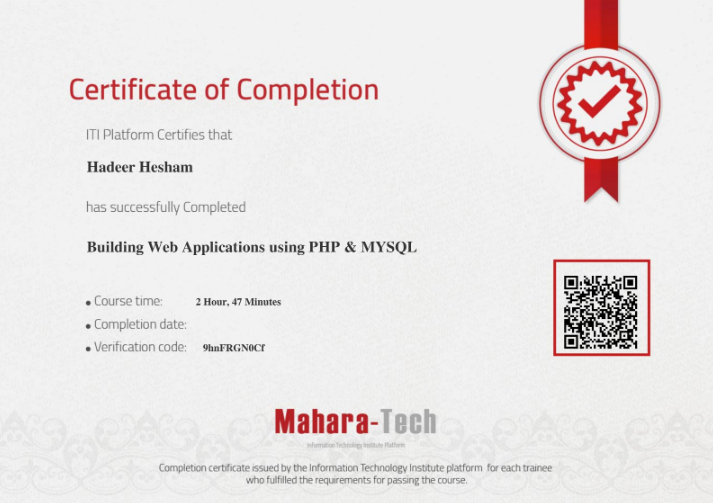 Certificate of Completion
ITI Platform Certifies that
Hadeer Hesham
has successfully Completed
Building Web Applications using PHP & MYSQL
• Course time: 2 Hour, 47 Minutes
• Completion date:
• Verification code: 9hnFRGN0Cf
Mahara-Tech
Information Technology Institute Platform
Completion certificate issued by the Information Technology Institute platform for each trainee
who fulfilled the requirements for passing the course.